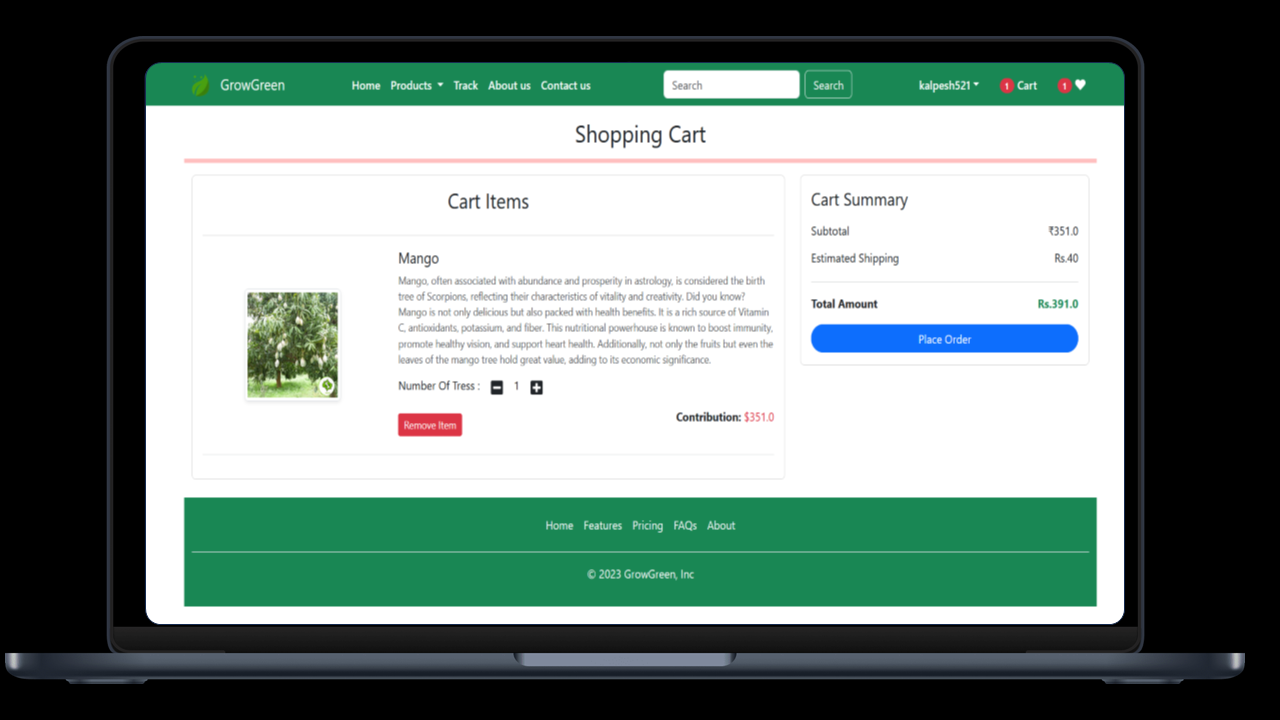 GrowGreen Home Products Track About us Contact us Search Search kalpesh521 1 Cart 1
Shopping Cart
Cart Items
Mango
Mango, often associated with abundance and prosperity in astrology, is considered the birth
tree of Scorpions, reflecting their characteristics of vitality and creativity. Did you know?
Mango is not only delicious but also packed with health benefits. It is a rich source of Vitamin
C, antioxidants, potassium, and fiber. This nutritional powerhouse is known to boost immunity,
promote healthy vision, and support heart health. Additionally, not only the fruits but even the
leaves of the mango tree hold great value, adding to its economic significance.
Number Of Tress : 1
Contribution: $351.0
Remove Item
Cart Summary
Subtotal ₹351.0
Estimated Shipping Rs.40
Total Amount Rs.391.0
Place Order
Home Features Pricing FAQs About
© 2023 GrowGreen, Inc